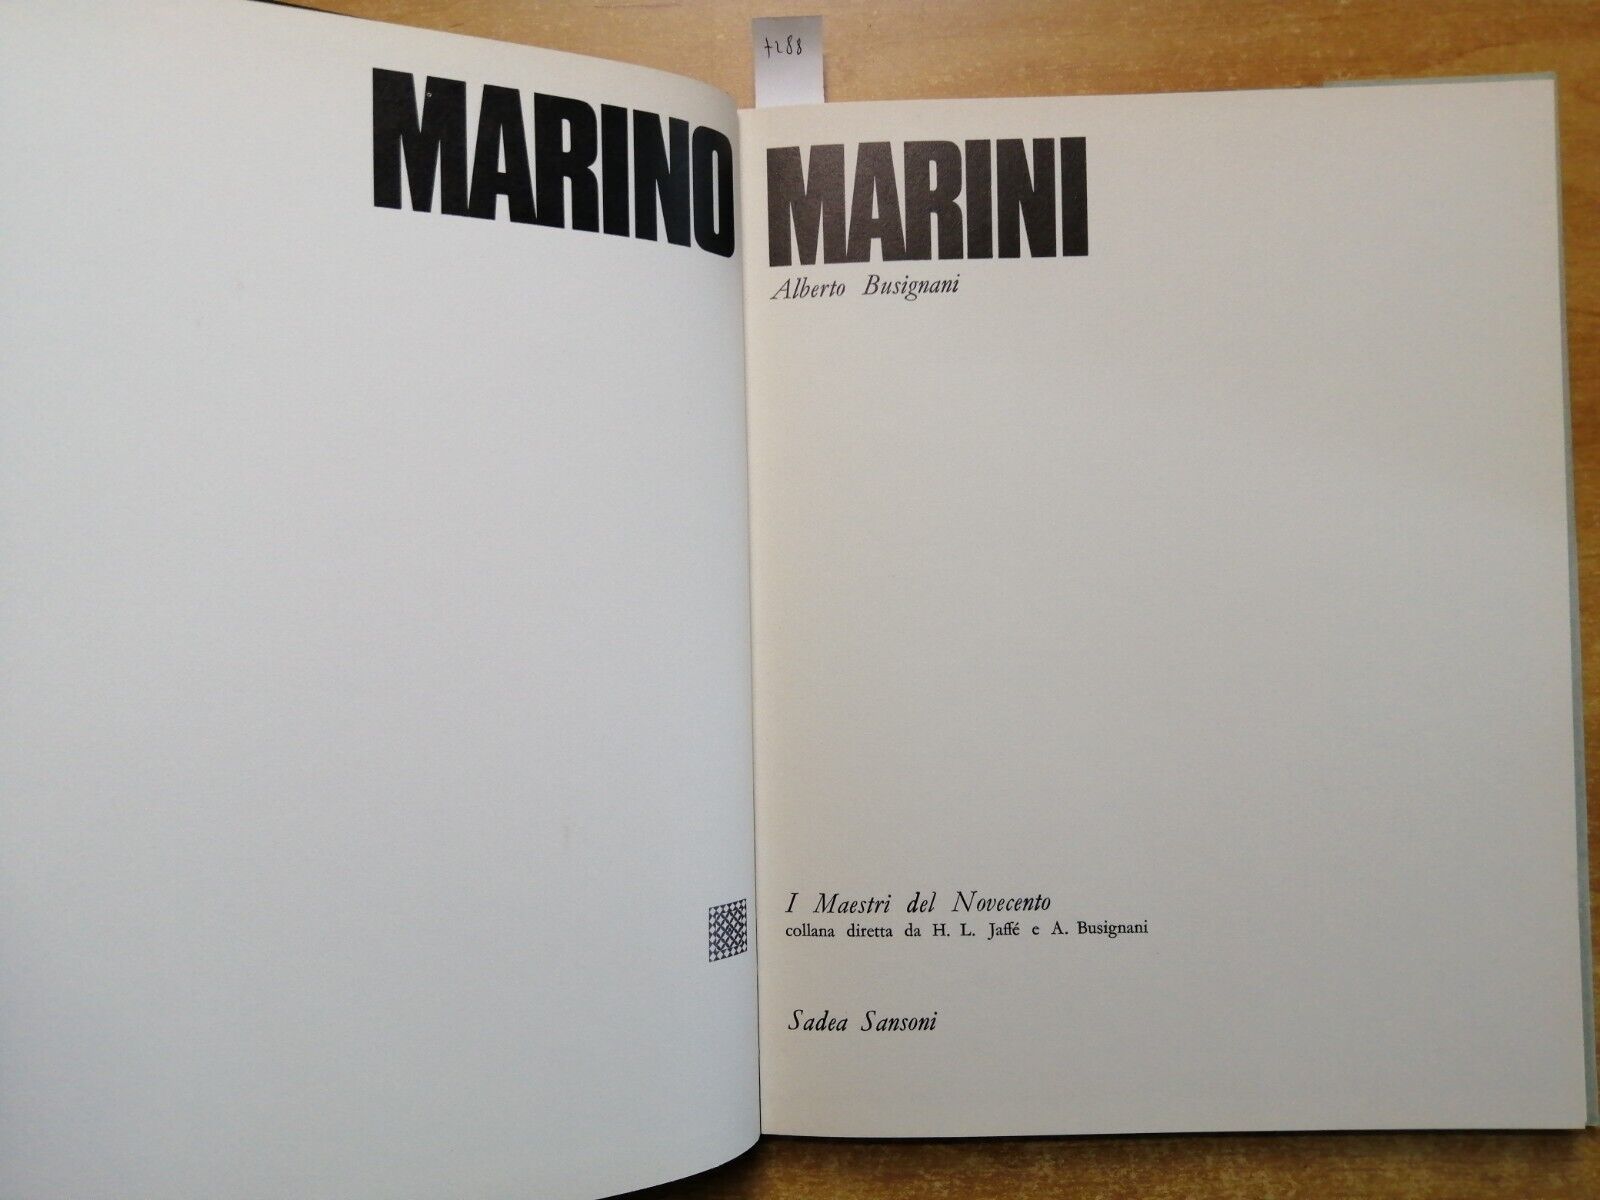 7288
MARINO MARINI
Alberto Busignani
I Maestri del Novecento
collana diretta da H. L. Jaffé e A. Busignani
Sadea Sansoni